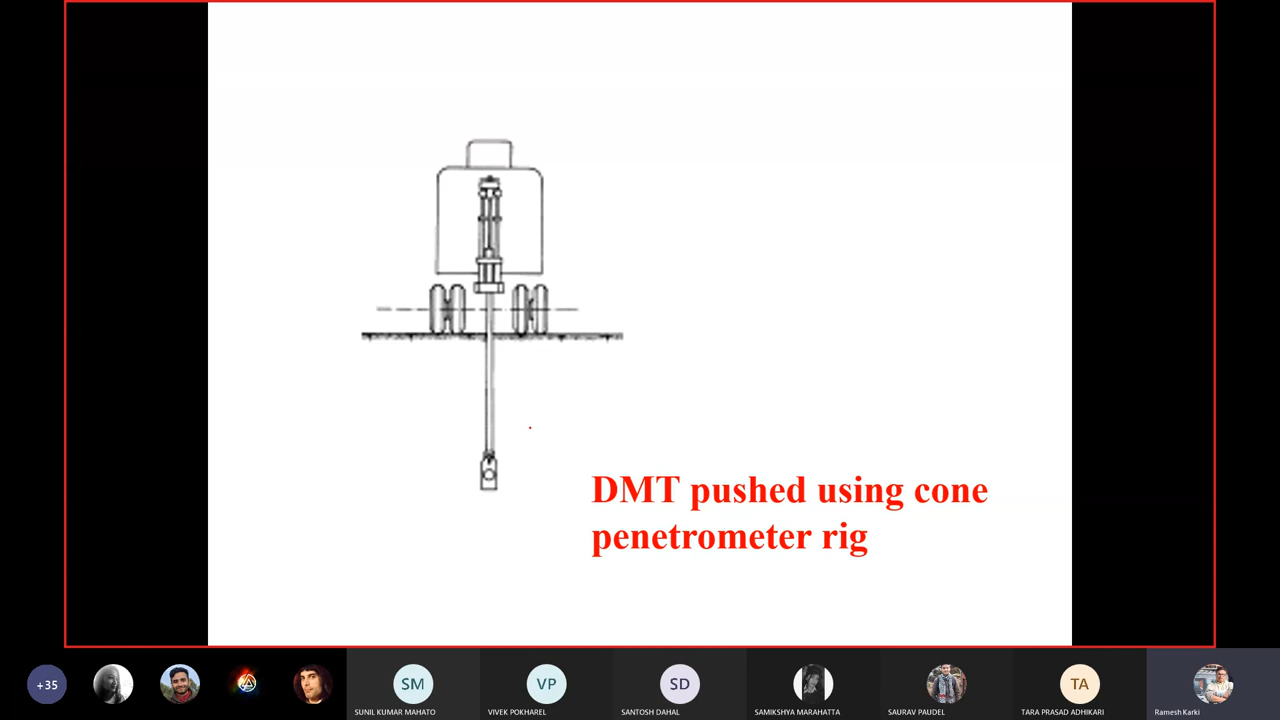 DMT pushed using cone
penetrometer rig
+35
SM
SUNIL KUMAR MAHATO
VP
VIVEK POKHAREL
SD
SANTOSH DAHAL
SAMIKSHYA MARAHATTA
SAURAV PAUDEL
TA
TARA PRASAD ADHIKARI
Ramesh Karki